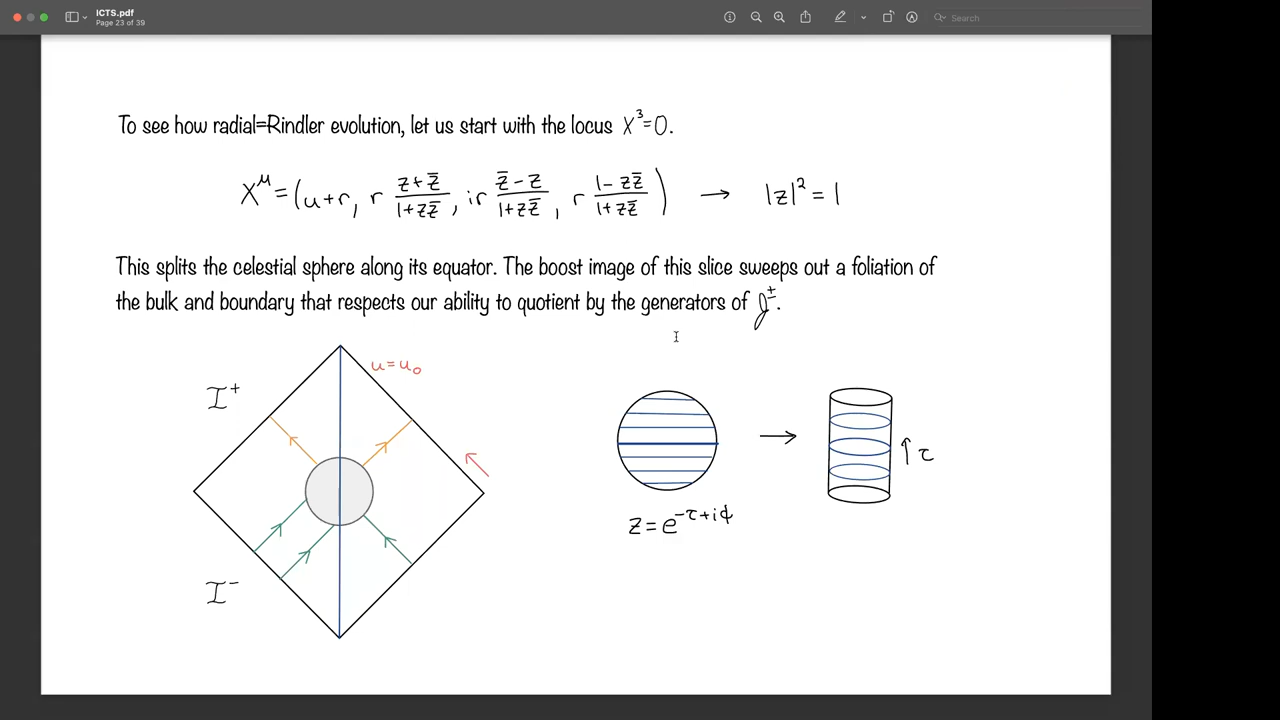 ICTS.pdf
Page 23 of 39
Search
To see how radial=Rindler evolution, let us start with the locus X³=0.
X^μ = (u+r, r (z+z̄)/(1+zz̄), ir (z̄-z)/(1+zz̄), r (1-zz̄)/(1+zz̄)) → |z|² = 1
This splits the celestial sphere along its equator. The boost image of this slice sweeps out a foliation of
the bulk and boundary that respects our ability to quotient by the generators of 𝒥^±.
u=u₀
I⁺
↑ τ
z=e^{-τ+iϕ}
I⁻